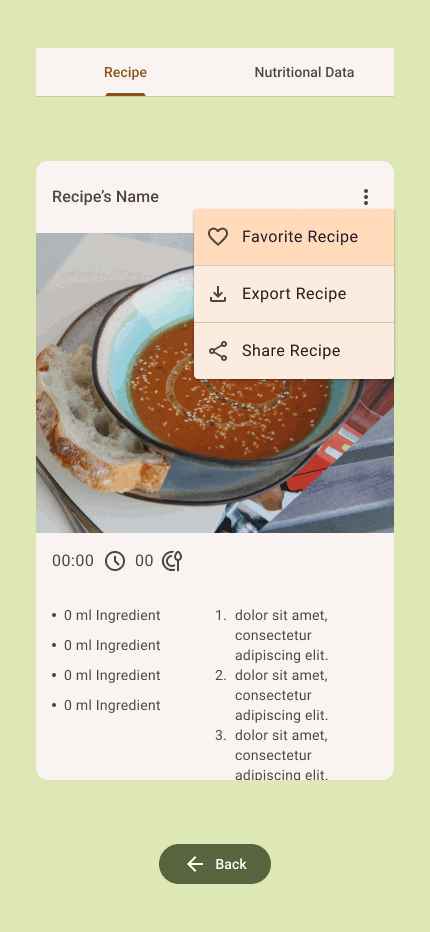 Recipe
Nutritional Data
Recipe’s Name
Favorite Recipe
Export Recipe
Share Recipe
00:00
00
• 0 ml Ingredient
• 0 ml Ingredient
• 0 ml Ingredient
• 0 ml Ingredient
1. dolor sit amet,
consectetur
adipiscing elit.
2. dolor sit amet,
consectetur
adipiscing elit.
3. dolor sit amet,
consectetur
adipiscing elit.
Back